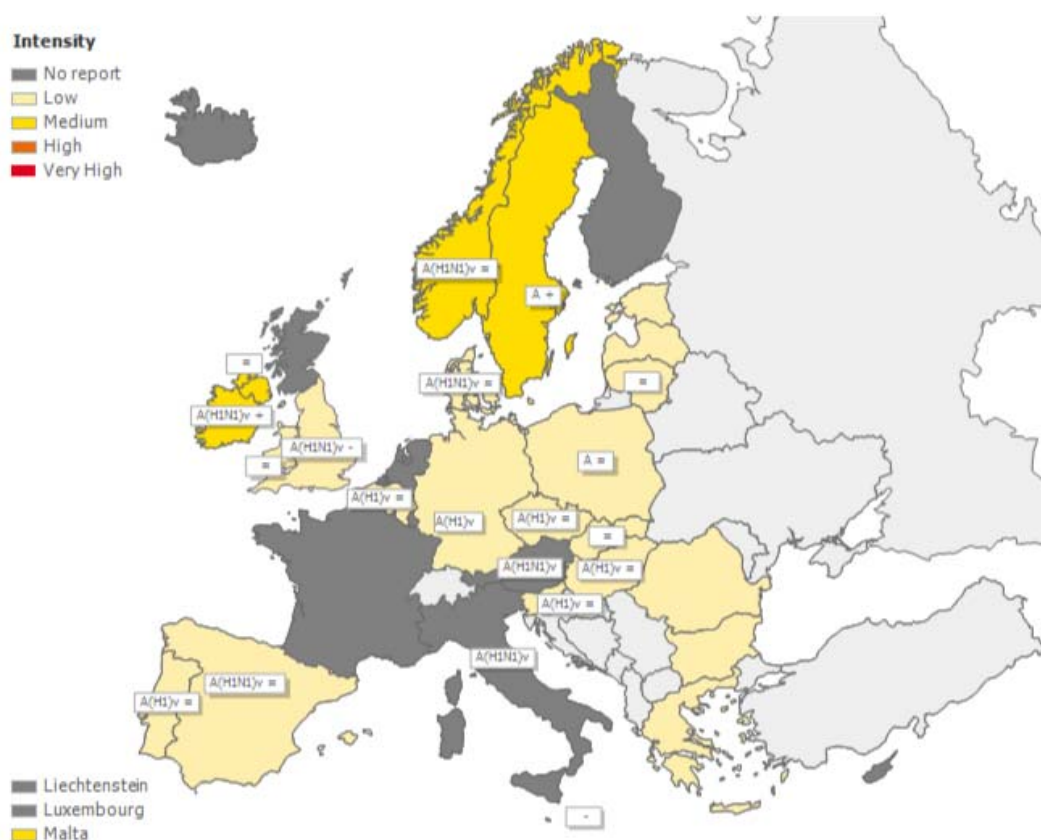 Intensity
No report
Low
Medium
High
Very High
A(H1N1)v =
A +
=
A(H1N1)v =
=
A(H1N1)v +
A(H1N1)v -
=
A =
A(H1)v =
A(H1)v
A(H1)v =
=
A(H1N1)v
A(H1)v =
A(H1)v =
A(H1N1)v
A(H1N1)v =
A(H1)v =
Liechtenstein
Luxembourg
Malta
-